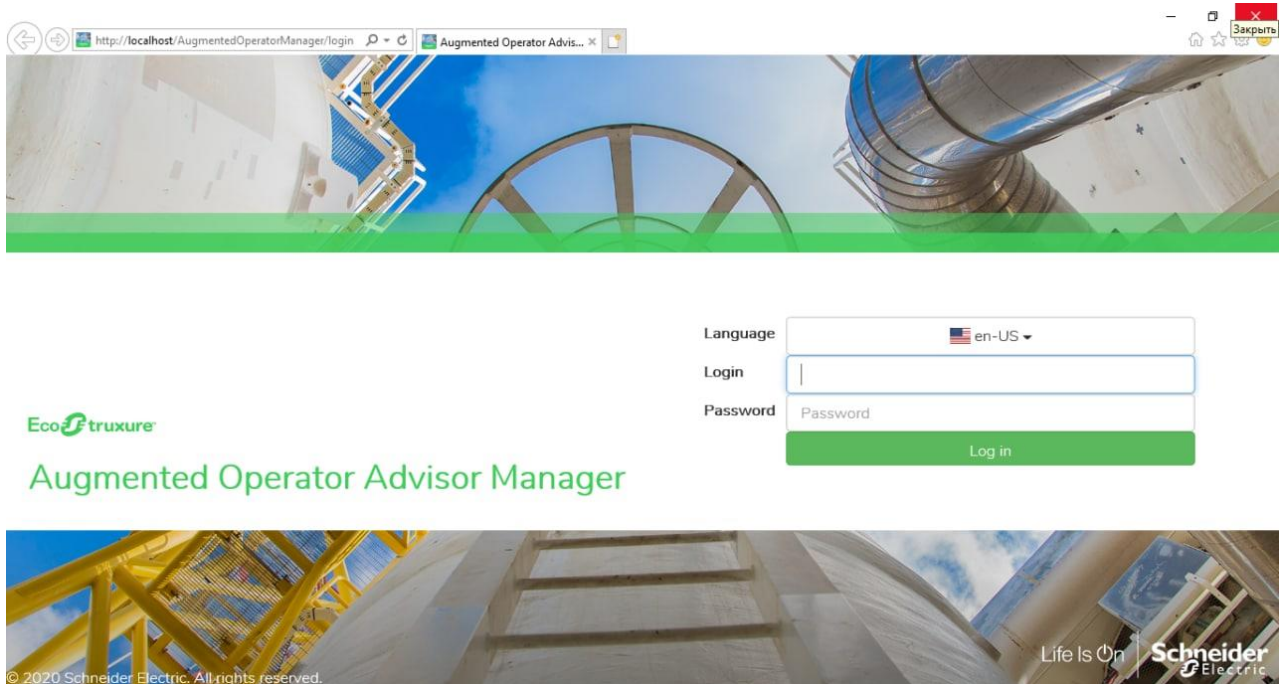 Закрыть
http://localhost/AugmentedOperatorManager/login
Augmented Operator Advis...
Language
en-US
Login
Password
Password
Log in
EcoStruxure
Augmented Operator Advisor Manager
Life Is On
Schneider
Electric
© 2020 Schneider Electric. All rights reserved.